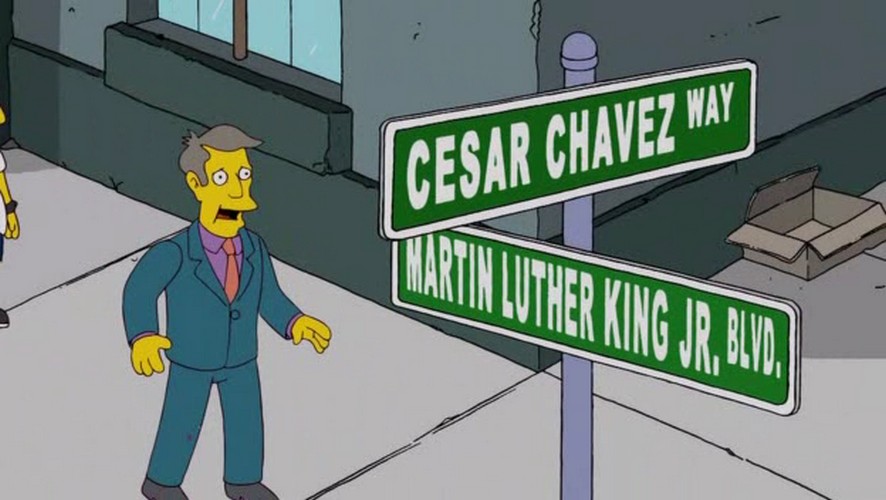 CESAR CHAVEZ WAY
MARTIN LUTHER KING JR. BLVD.